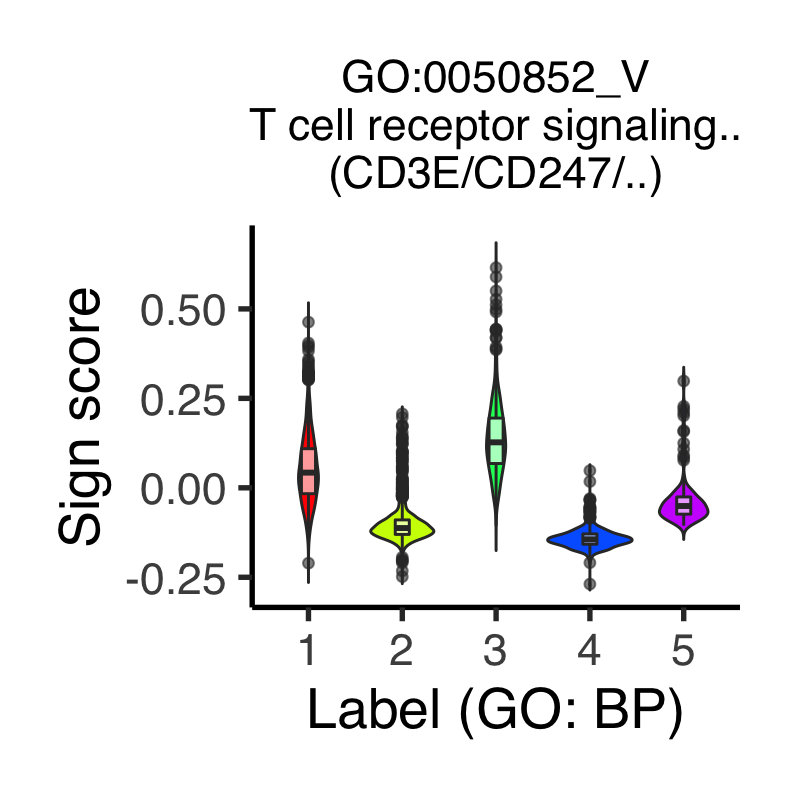 GO:0050852_V
T cell receptor signaling..
(CD3E/CD247/..)
Sign score
0.50
0.25
0.00
-0.25
1 2 3 4 5
Label (GO: BP)